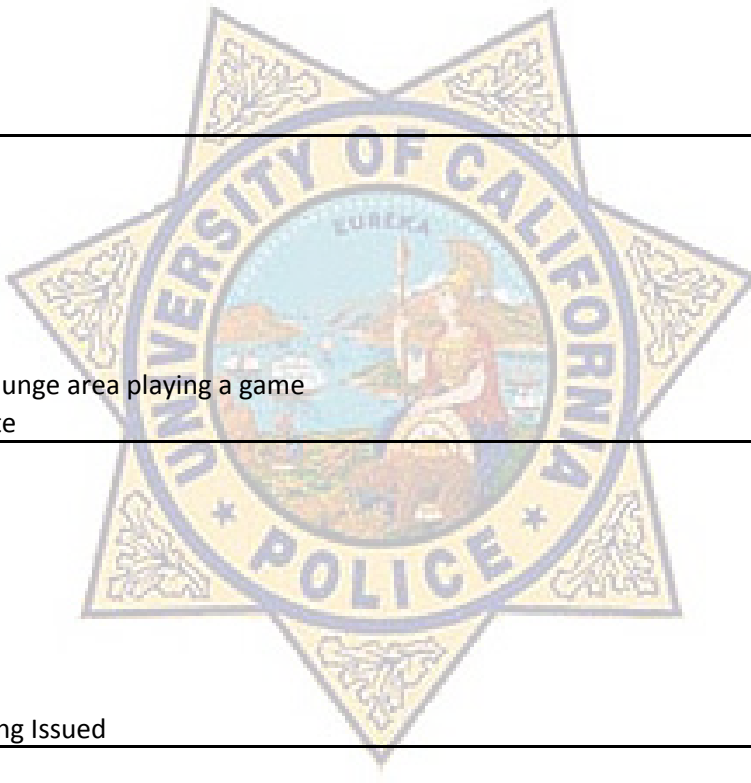 UNIVERSITY OF CALIFORNIA
EUREKA
unge area playing a game
te
POLICE
ng Issued